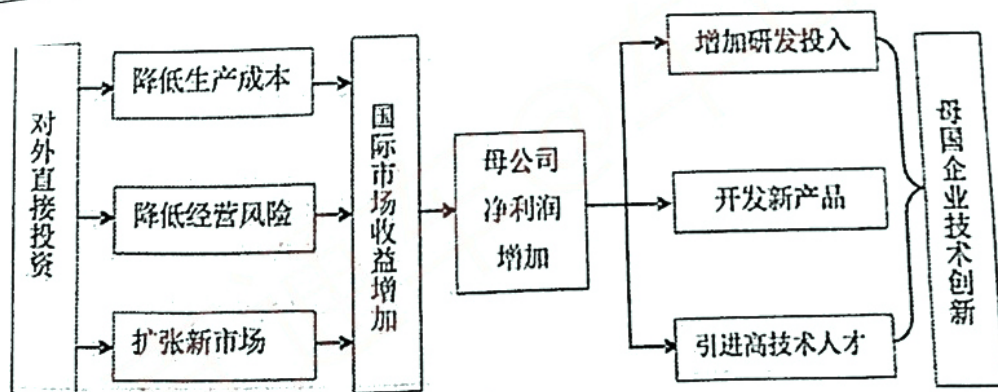 对外直接投资
降低生产成本
降低经营风险
扩张新市场
国际市场收益增加
母公司
净利润
增加
增加研发投入
开发新产品
引进高技术人才
母国企业技术创新